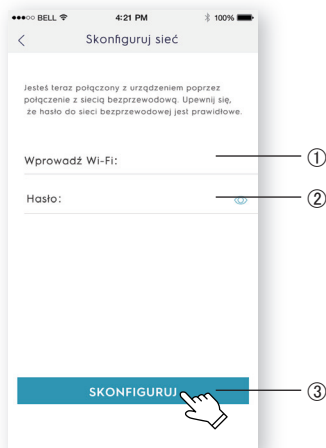 BELL 4:21 PM 100%
Skonfiguruj sieć
Jesteś teraz połączony z urządzeniem poprzez
połączenie z siecią bezprzewodową. Upewnij się,
że hasło do sieci bezprzewodowej jest prawidłowe.
Wprowadź Wi-Fi: ①
Hasło: ②
SKONFIGURUJ ③